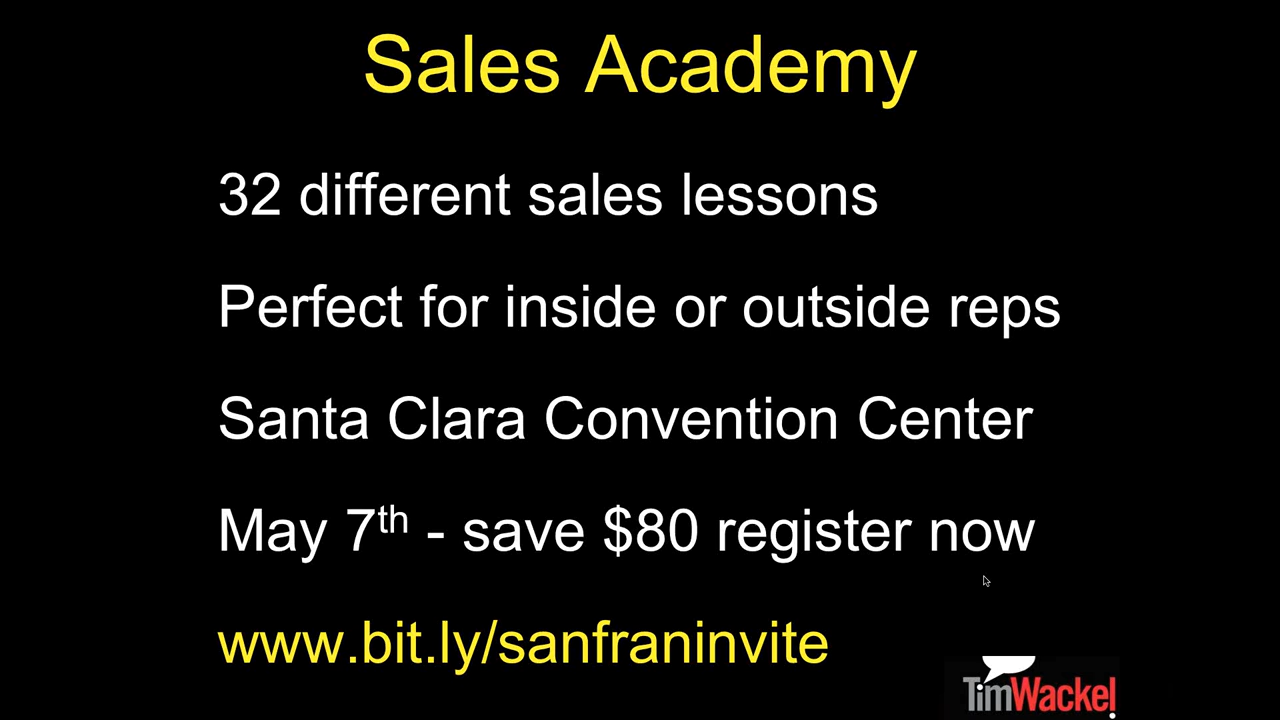 Sales Academy
32 different sales lessons
Perfect for inside or outside reps
Santa Clara Convention Center
May 7th - save $80 register now
www.bit.ly/sanfraninvite
TimWackel